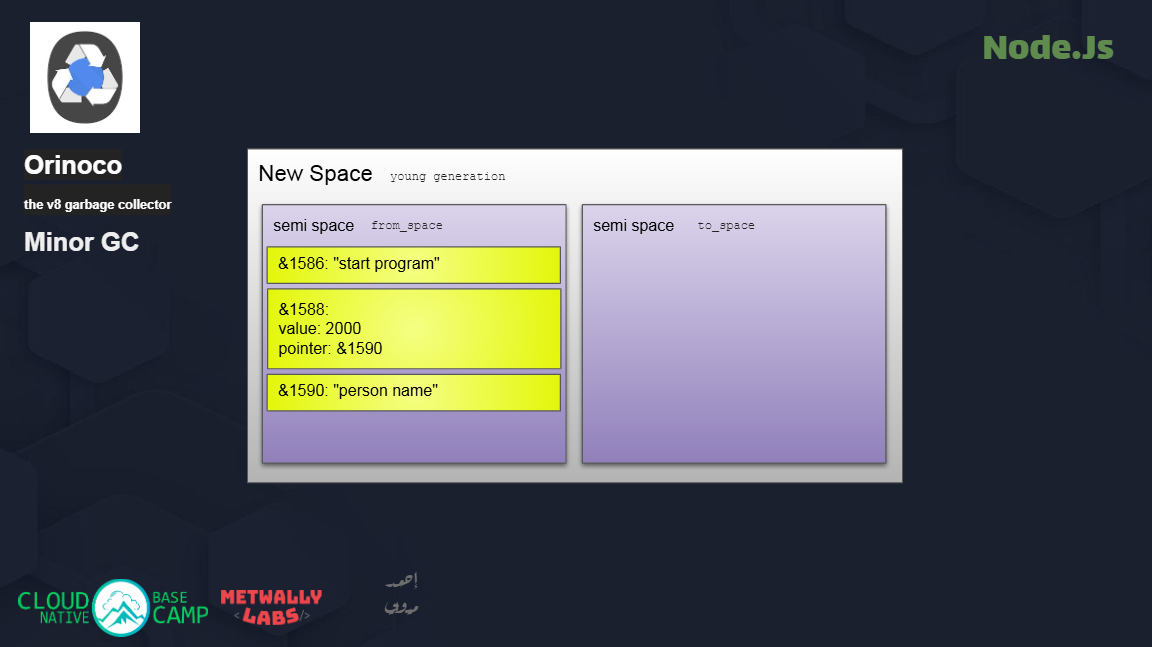 Node.Js
Orinoco
the v8 garbage collector
Minor GC
New Space young generation
semi space from_space
&1586: "start program"
&1588:
value: 2000
pointer: &1590
&1590: "person name"
semi space to_space
CLOUD NATIVE
BASE CAMP
METWALLY
<LABS/>
أحمد